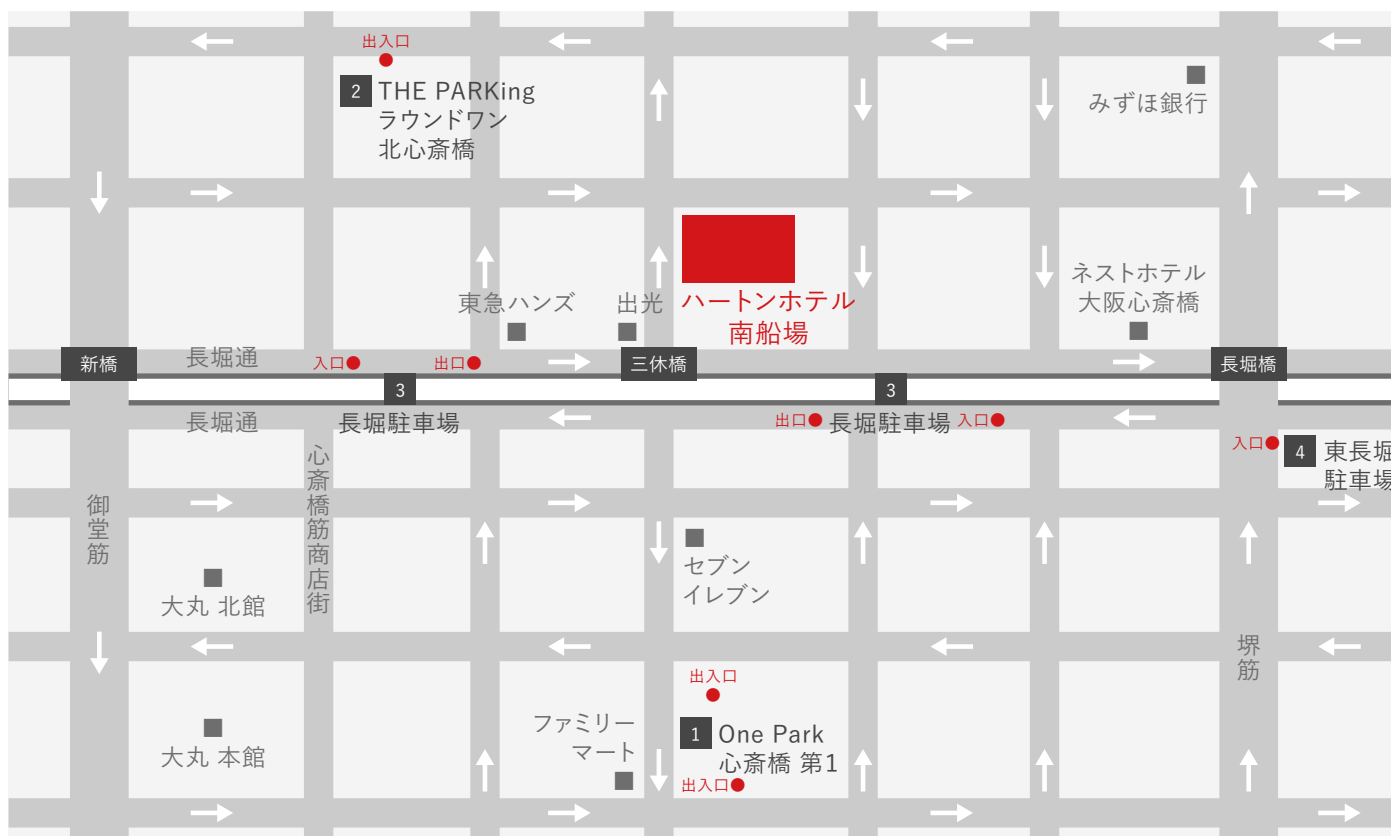 出入口
2
THE PARKing
ラウンドワン
北心斎橋
みずほ銀行
東急ハンズ
出光
ハートンホテル
南船場
ネストホテル
大阪心斎橋
新橋
長堀通
入口
出口
三休橋
長堀橋
3
3
長堀通
長堀駐車場
出口
長堀駐車場
入口
入口
4
東長堀
駐車場
御堂筋
心斎橋筋商店街
セブン
イレブン
大丸 北館
堺筋
出入口
ファミリー
マート
1
One Park
心斎橋 第1
出入口
大丸 本館